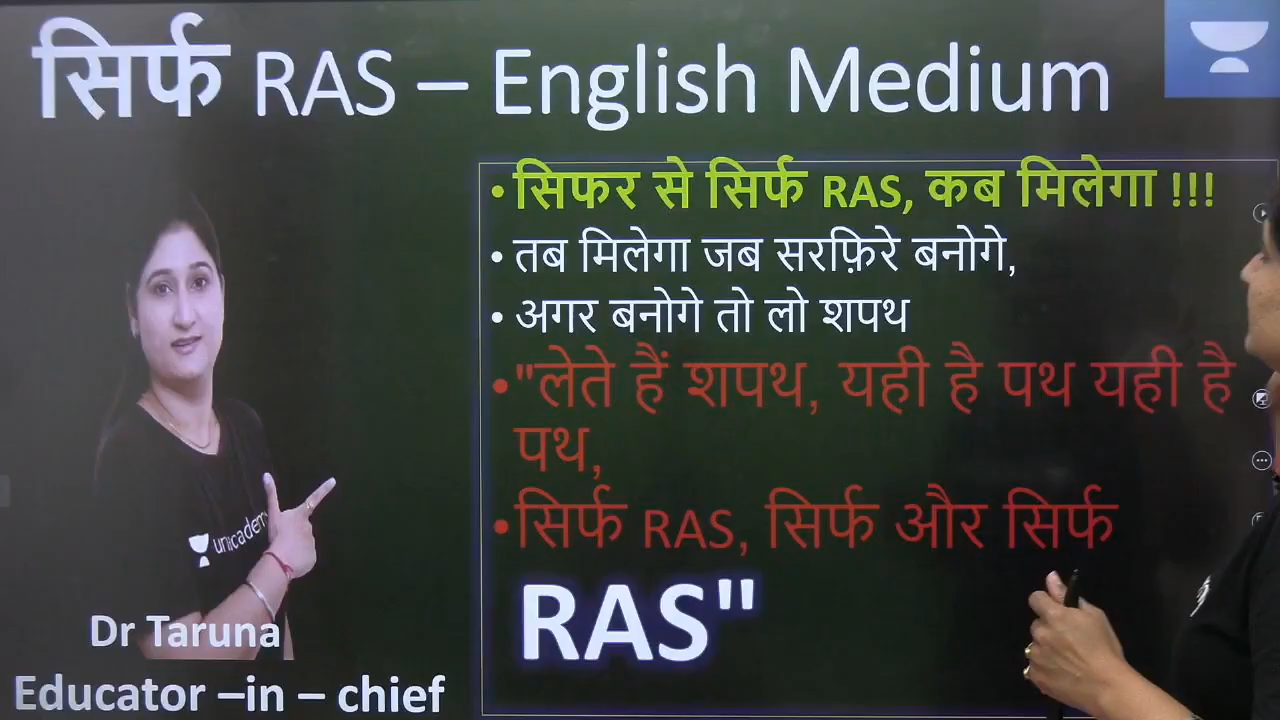 सिर्फ RAS – English Medium
• सिफर से सिर्फ RAS, कब मिलेगा !!!
• तब मिलेगा जब सरफ़िरे बनोगे,
• अगर बनोगे तो लो शपथ
• "लेते हैं शपथ, यही है पथ यही है
पथ,
• सिर्फ RAS, सिर्फ और सिर्फ
RAS"
unacademy
Dr Taruna
Educator –in – chief